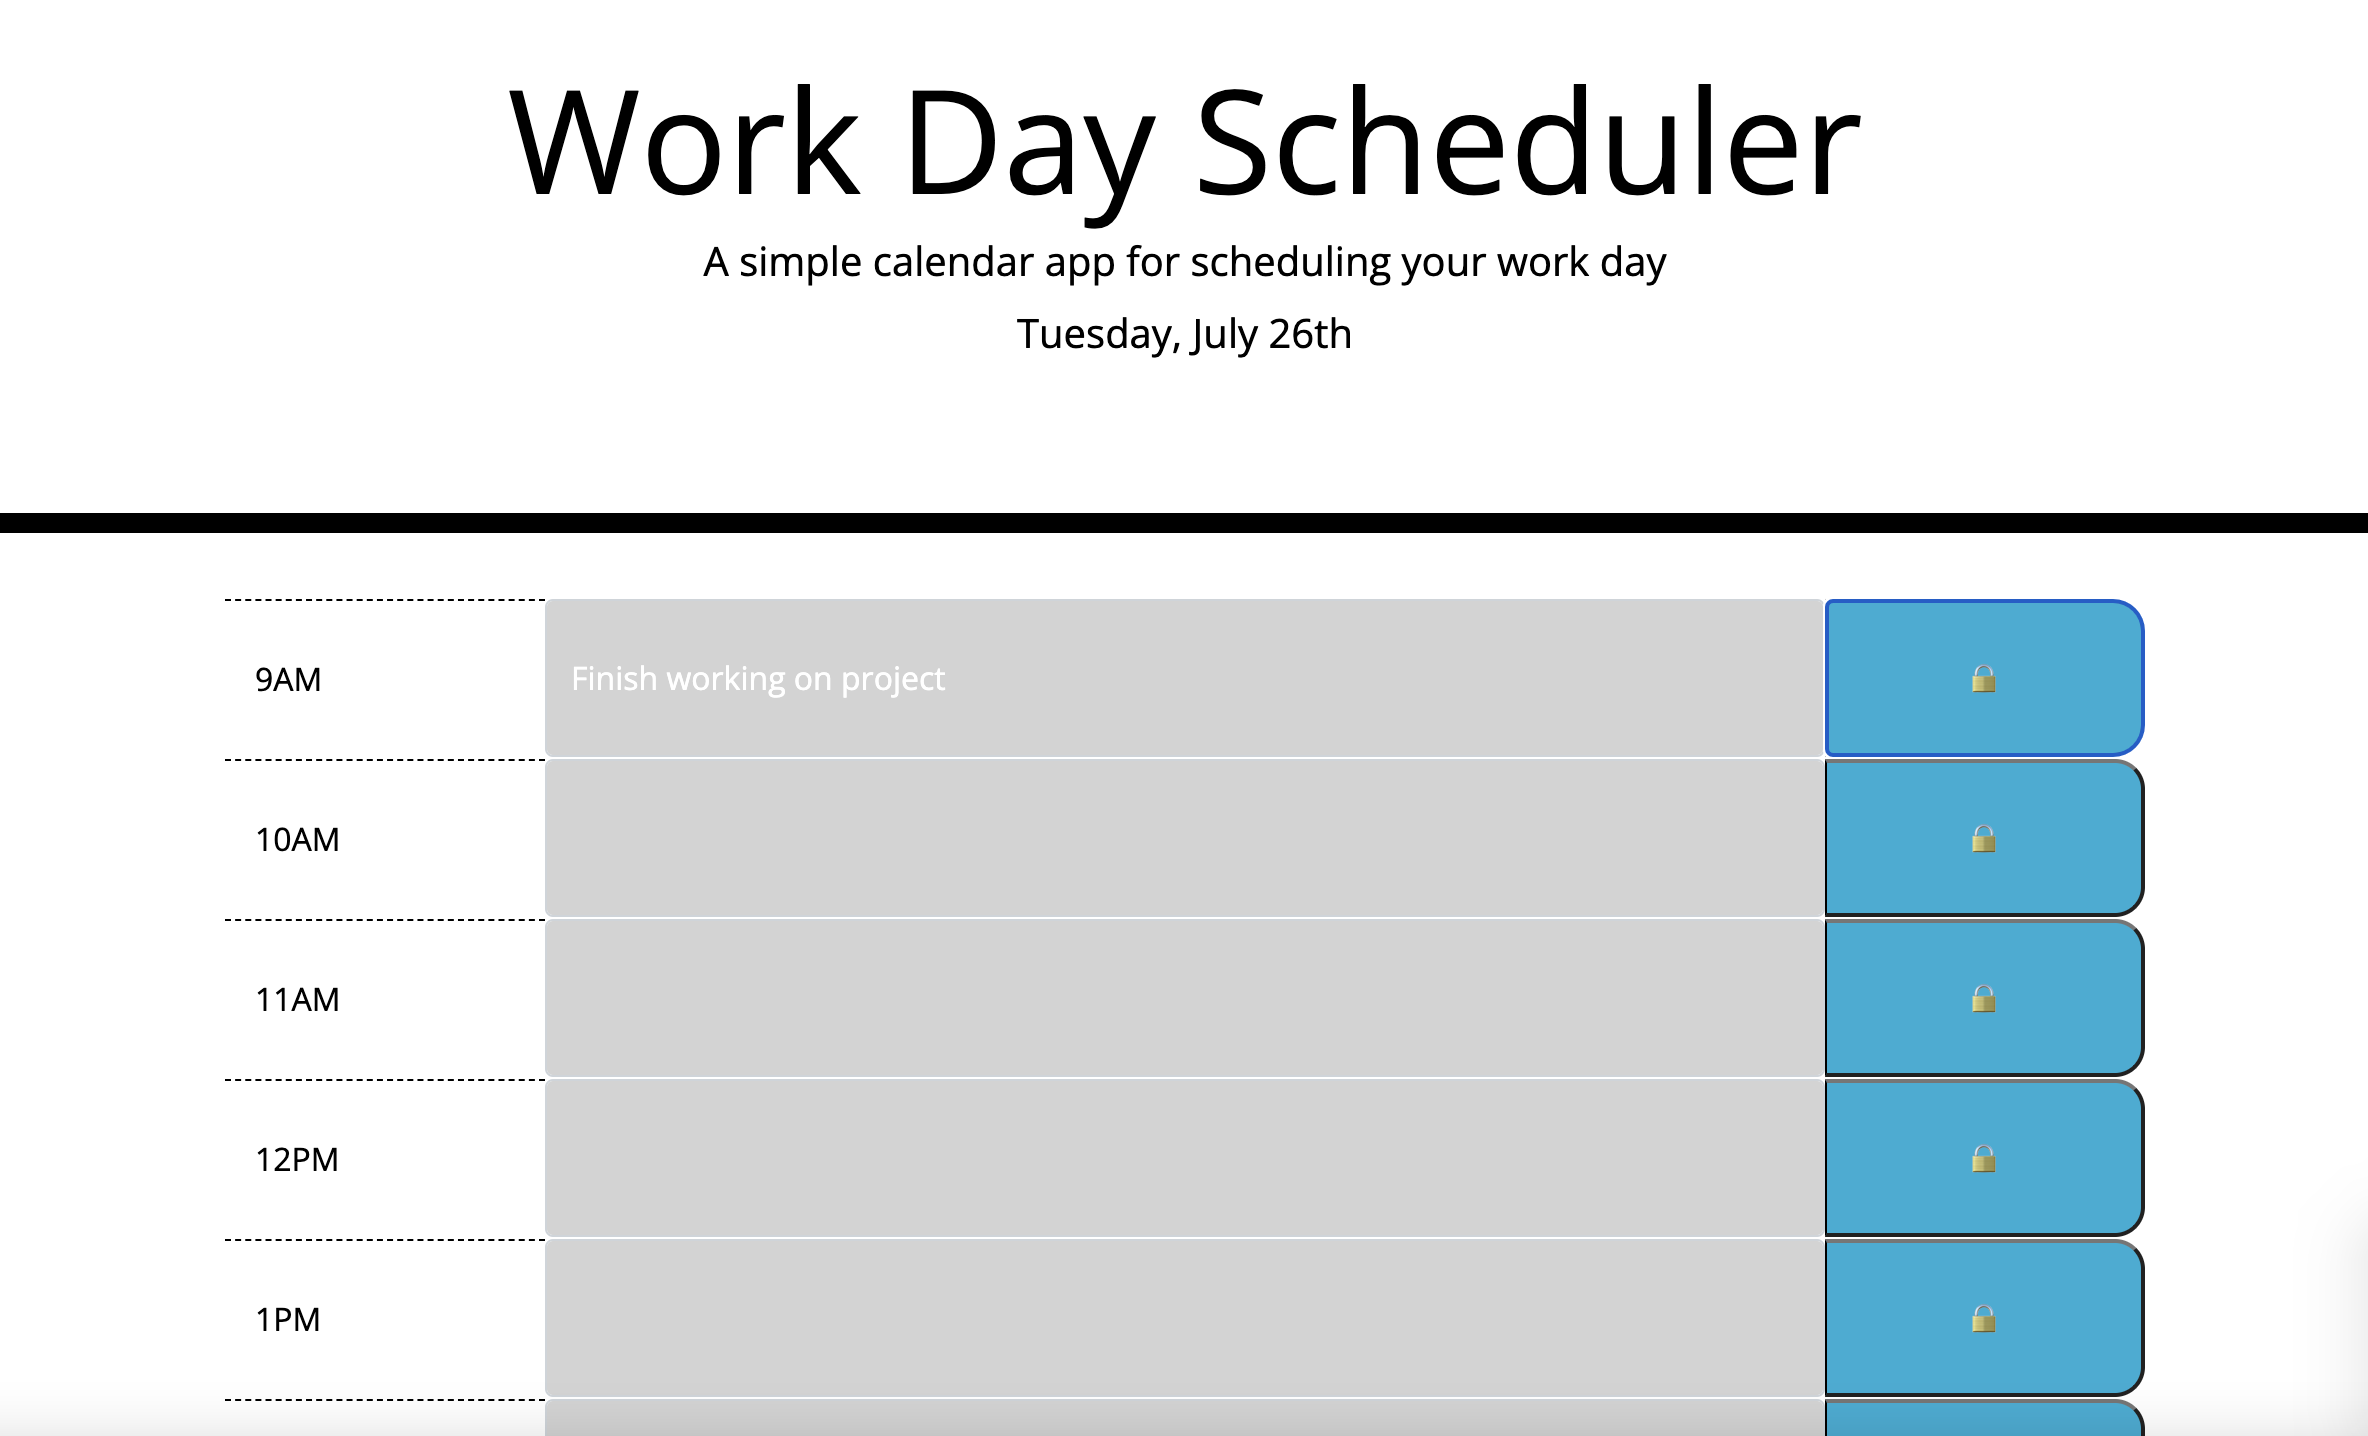 Work Day Scheduler
A simple calendar app for scheduling your work day
Tuesday, July 26th
9AM
Finish working on project
10AM
11AM
12PM
1PM